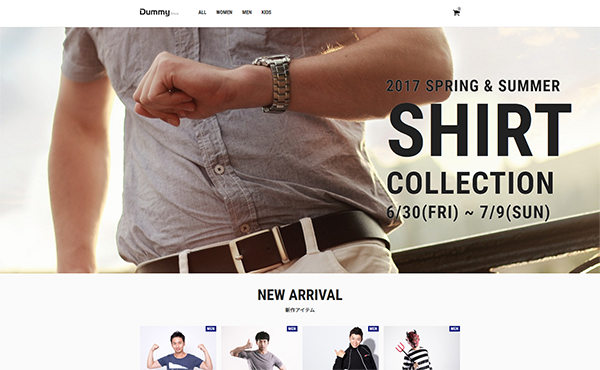 Dummy
ALL WOMEN MEN KIDS
2017 SPRING & SUMMER
SHIRT
COLLECTION
6/30(FRI) ~ 7/9(SUN)
NEW ARRIVAL
新作アイテム
MEN MEN MEN MEN